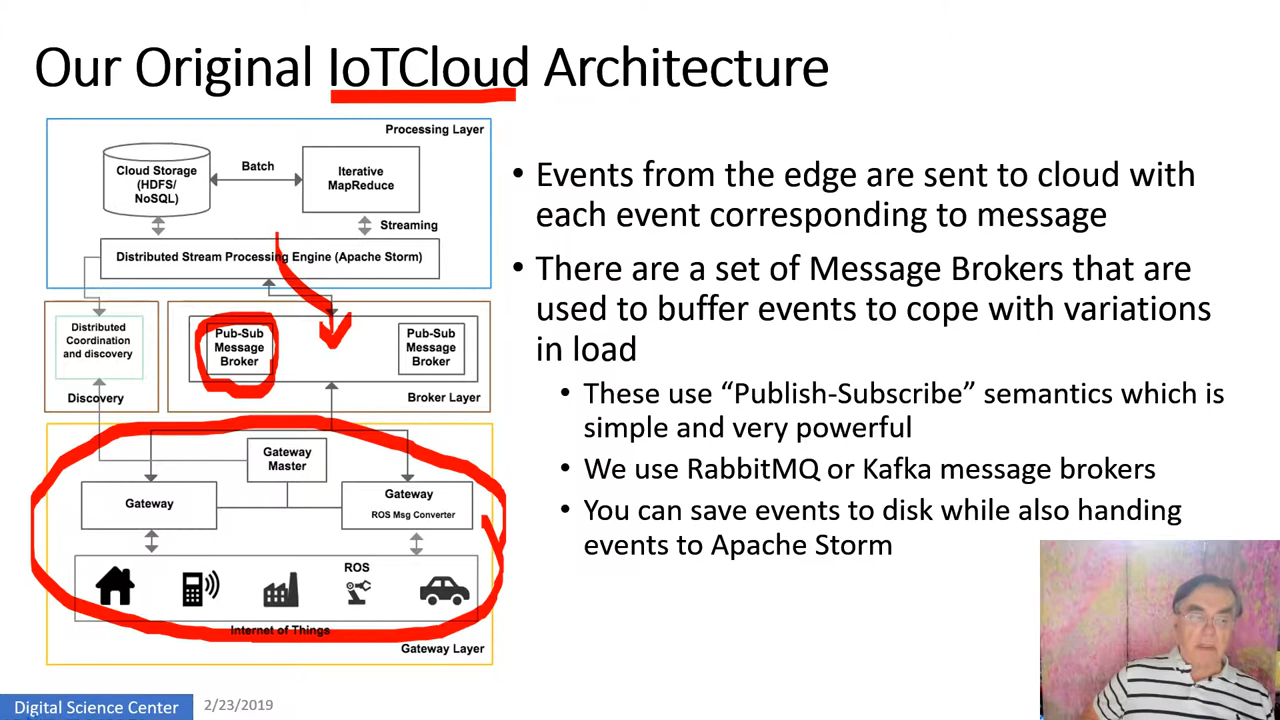 Our Original IoTCloud Architecture
Processing Layer
Cloud Storage
(HDFS/
NoSQL)
Batch
Iterative
MapReduce
Streaming
Distributed Stream Processing Engine (Apache Storm)
Distributed
Coordination
and discovery
Discovery
Pub-Sub
Message
Broker
Pub-Sub
Message
Broker
Broker Layer
Gateway
Master
Gateway
Gateway
ROS Msg Converter
ROS
Internet of Things
Gateway Layer
• Events from the edge are sent to cloud with
each event corresponding to message
• There are a set of Message Brokers that are
used to buffer events to cope with variations
in load
• These use “Publish-Subscribe” semantics which is
simple and very powerful
• We use RabbitMQ or Kafka message brokers
• You can save events to disk while also handing
events to Apache Storm
Digital Science Center
2/23/2019